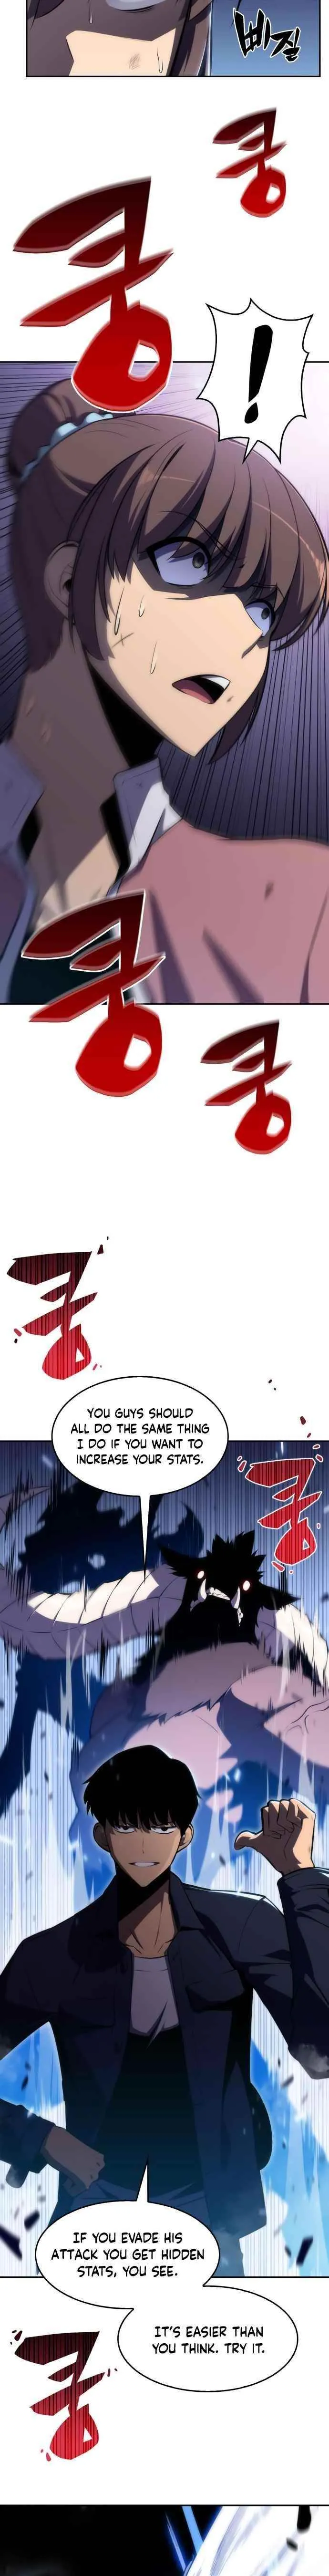 삐질
쿵
쿵
!
쿵
쿵
쿵
YOU GUYS SHOULD
ALL DO THE SAME THING
I DO IF YOU WANT TO
INCREASE YOUR STATS.
쿵
IF YOU EVADE HIS
ATTACK YOU GET HIDDEN
STATS, YOU SEE.
IT'S EASIER THAN
YOU THINK. TRY IT.
쿵